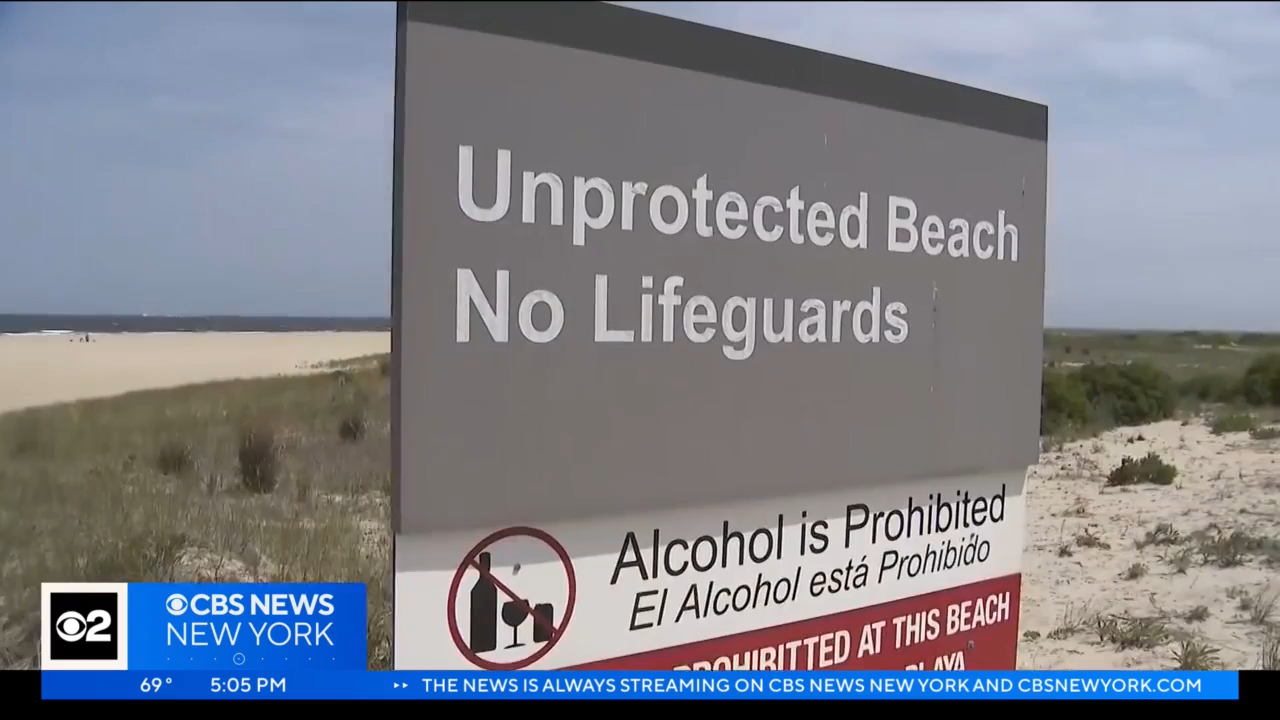 Unprotected Beach
No Lifeguards
Alcohol is Prohibited
El Alcohol está Prohibido
PROHIBITTED AT THIS BEACH
PLAYA
2
CBS NEWS
NEW YORK
69° 5:05 PM THE NEWS IS ALWAYS STREAMING ON CBS NEWS NEW YORK AND CBSNEWYORK.COM